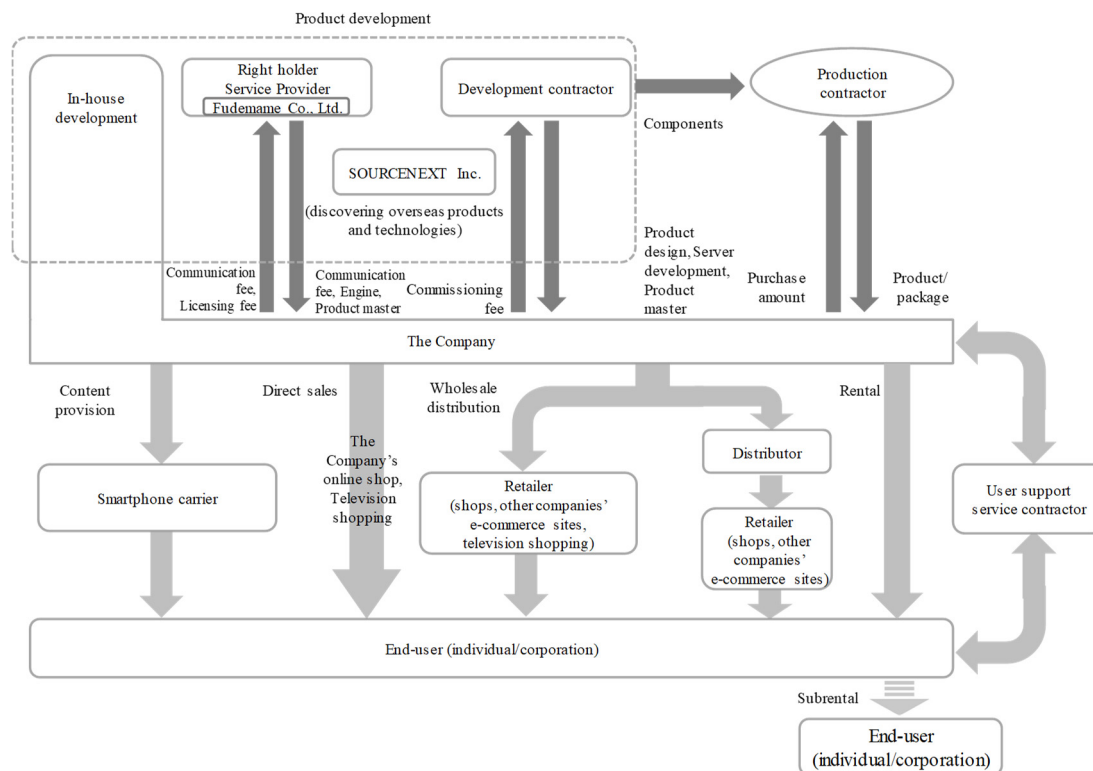 Product development
In-house
development
Right holder
Service Provider
Fudemame Co., Ltd.
Development contractor
Production
contractor
Components
SOURCENEXT Inc.
(discovering overseas products
and technologies)
Communication
fee,
Licensing fee
Communication
fee, Engine,
Product master
Commissioning
fee
Product
design, Server
development,
Product
master
Purchase
amount
Product/
package
The Company
Content
provision
Direct sales
Wholesale
distribution
Rental
The
Company's
online shop,
Television
shopping
Smartphone carrier
Retailer
(shops, other companies'
e-commerce sites,
television shopping)
Distributor
Retailer
(shops, other
companies'
e-commerce sites)
User support
service contractor
End-user (individual/corporation)
Subrental
End-user
(individual/corporation)